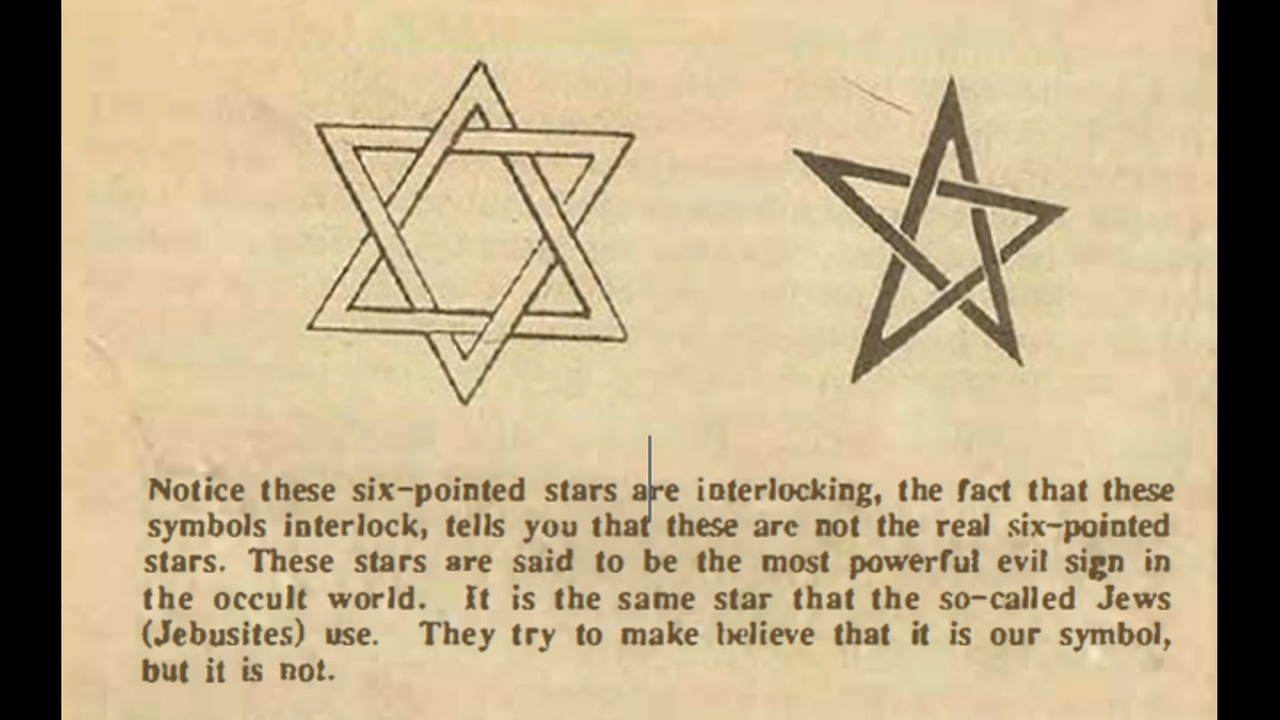 Notice these six-pointed stars are interlocking, the fact that these
symbols interlock, tells you that these are not the real six-pointed
stars. These stars are said to be the most powerful evil sign in
the occult world. It is the same star that the so-called Jews
(Jebusites) use. They try to make believe that it is our symbol,
but it is not.